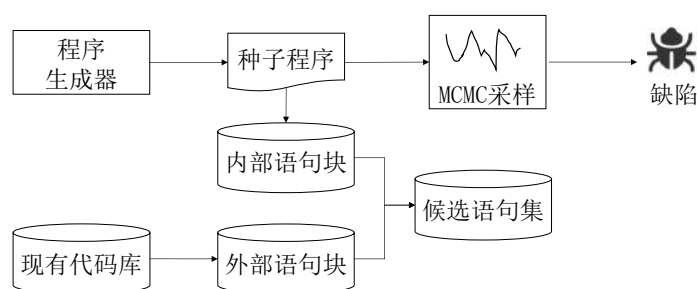 程序
生成器
种子程序
MCMC采样
缺陷
内部语句块
候选语句集
现有代码库
外部语句块